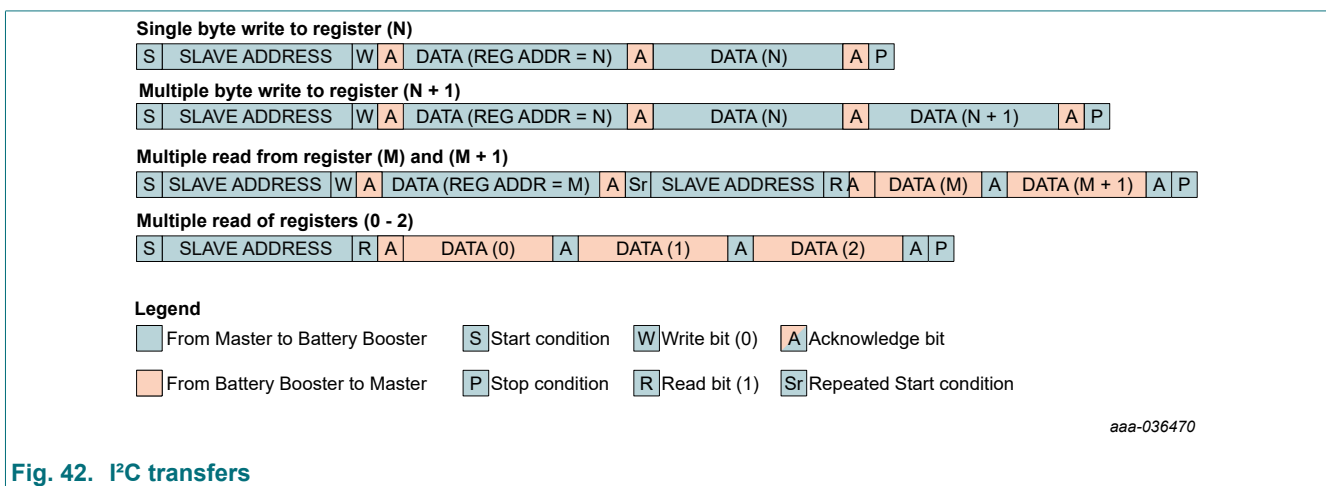 Single byte write to register (N)
S SLAVE ADDRESS W A DATA (REG ADDR = N) A DATA (N) A P
Multiple byte write to register (N + 1)
S SLAVE ADDRESS W A DATA (REG ADDR = N) A DATA (N) A DATA (N + 1) A P
Multiple read from register (M) and (M + 1)
S SLAVE ADDRESS W A DATA (REG ADDR = M) A Sr SLAVE ADDRESS R A DATA (M) A DATA (M + 1) A P
Multiple read of registers (0 - 2)
S SLAVE ADDRESS R A DATA (0) A DATA (1) A DATA (2) A P
Legend
From Master to Battery Booster S Start condition W Write bit (0) A Acknowledge bit
From Battery Booster to Master P Stop condition R Read bit (1) Sr Repeated Start condition
aaa-036470
Fig. 42. I²C transfers